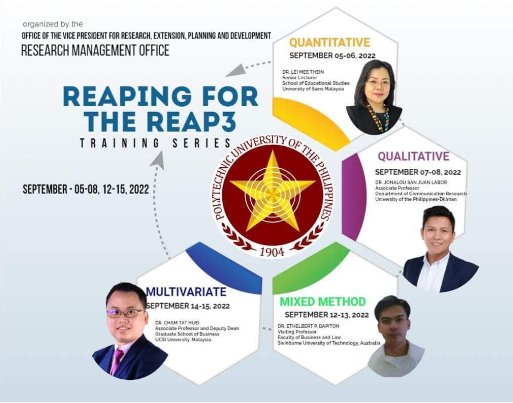 organized by the
OFFICE OF THE VICE PRESIDENT FOR RESEARCH, EXTENSION, PLANNING AND DEVELOPMENT
RESEARCH MANAGEMENT OFFICE
REAPING FOR
THE REAP3
TRAINING SERIES
SEPTEMBER - 05-08, 12-15, 2022
QUANTITATIVE
SEPTEMBER 05-06, 2022
DR. LEI MEE THEIN
Senior Lecturer
School of Educational Studies
University of Sains Malaysia
QUALITATIVE
SEPTEMBER 07-08, 2022
DR. JONALOU SAN JUAN LABOR
Associate Professor
Department of Communication Research
University of the Philippines-Diliman
POLYTECHNIC UNIVERSITY OF THE PHILIPPINES
1904
MIXED METHOD
SEPTEMBER 12-13, 2022
DR. ETHELBERT P. DAPITON
Visiting Professor
Faculty of Business and Law
Swinburne University of Technology, Australia
MULTIVARIATE
SEPTEMBER 14-15, 2022
DR. CHAM TAT HUEI
Associate Professor and Deputy Dean
Graduate School of Business
UCSI University, Malaysia